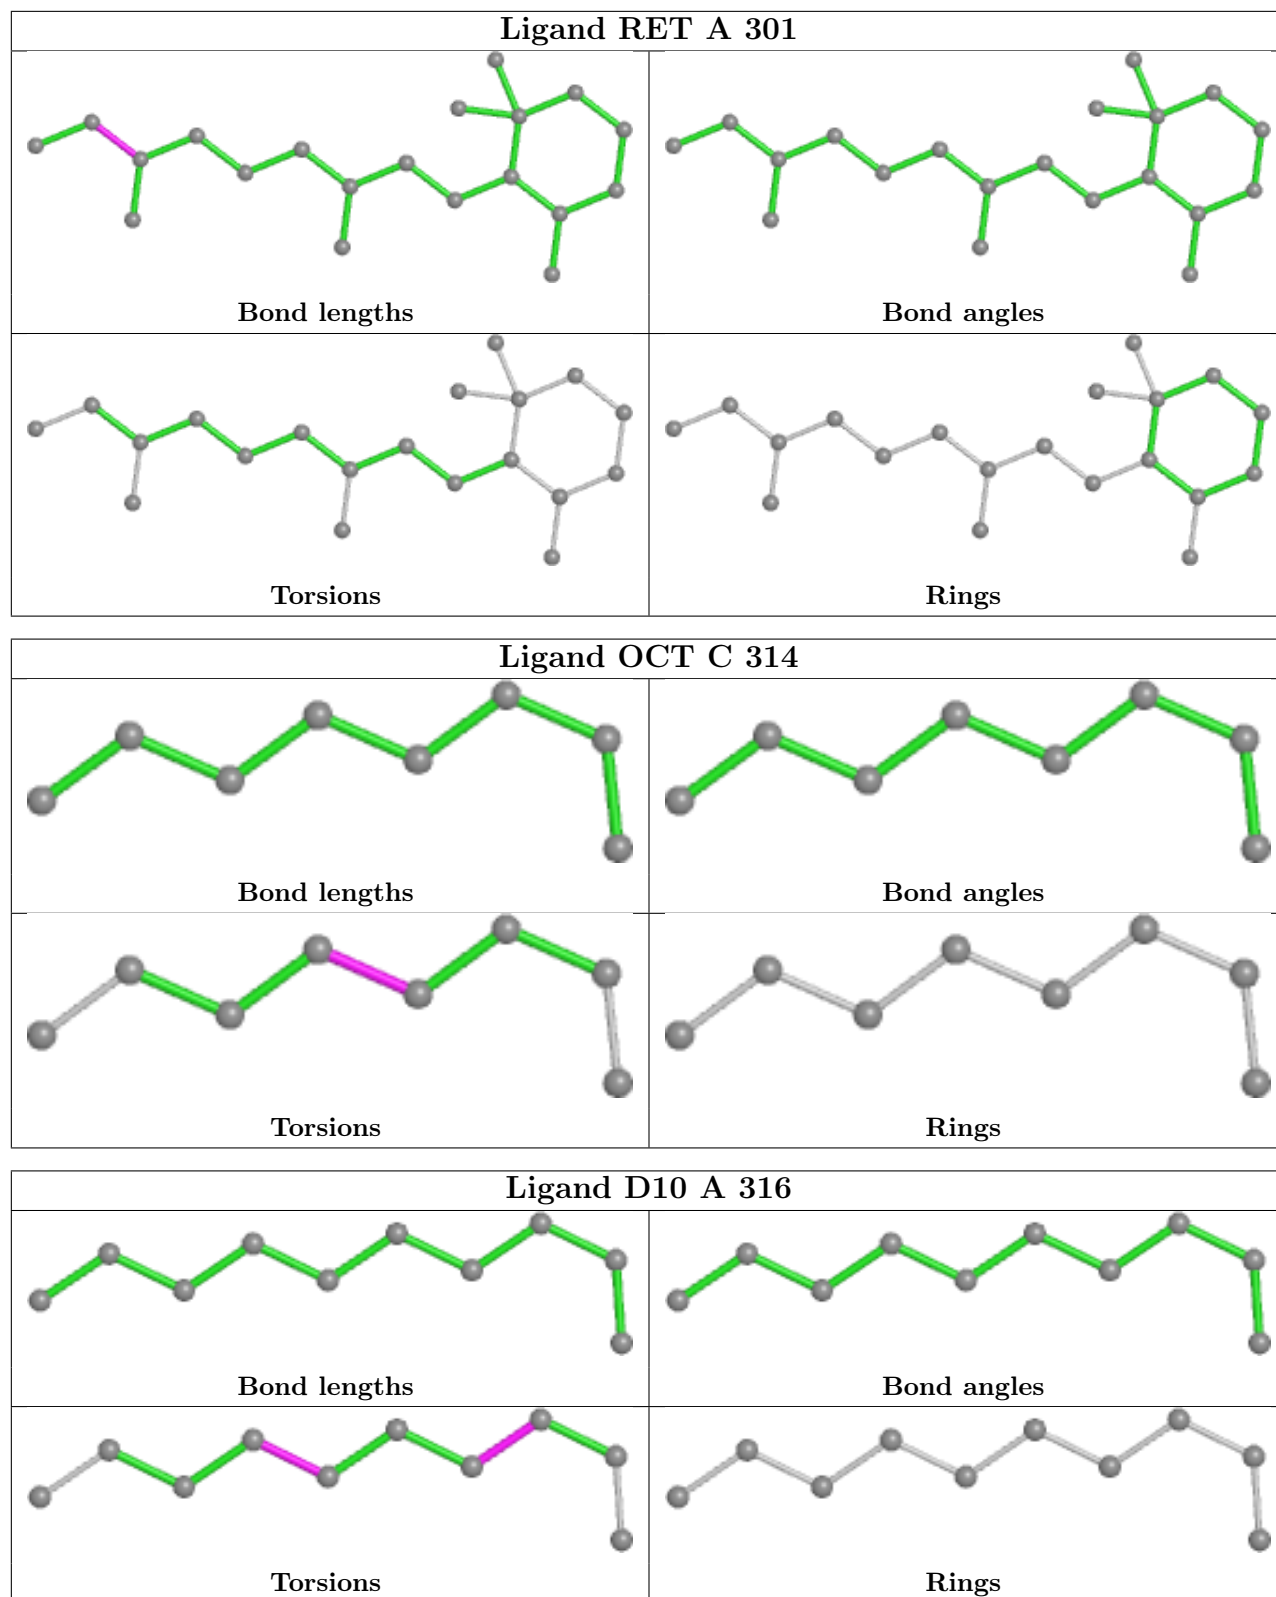 Ligand RET A 301
Bond lengths
Bond angles
Torsions
Rings
Ligand OCT C 314
Bond lengths
Bond angles
Torsions
Rings
Ligand D10 A 316
Bond lengths
Bond angles
Torsions
Rings